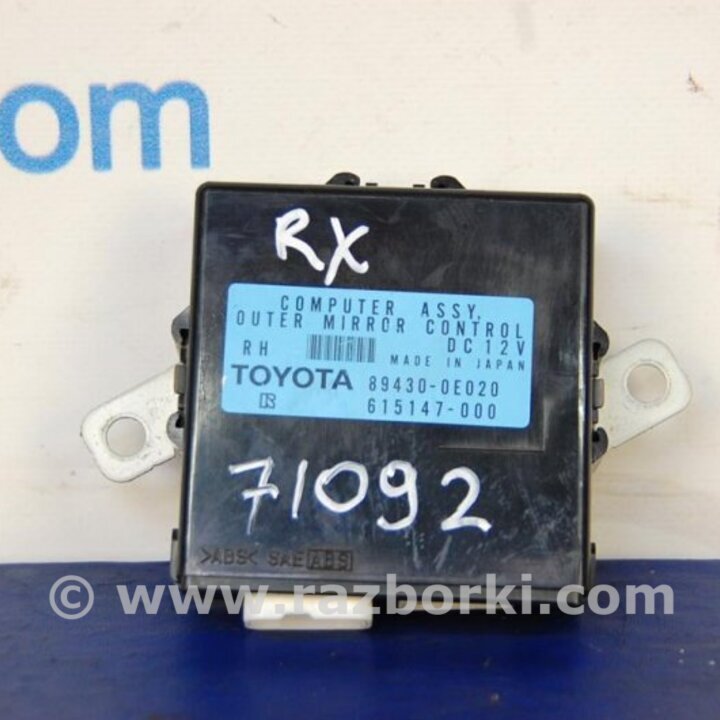 om
RX
COMPUTER ASSY,
OUTER MIRROR CONTROL
RH DC 12V
MADE IN JAPAN
TOYOTA 89430-0E020
615147-000
71092
>ABS< SAE ABS
© www.razborki.com